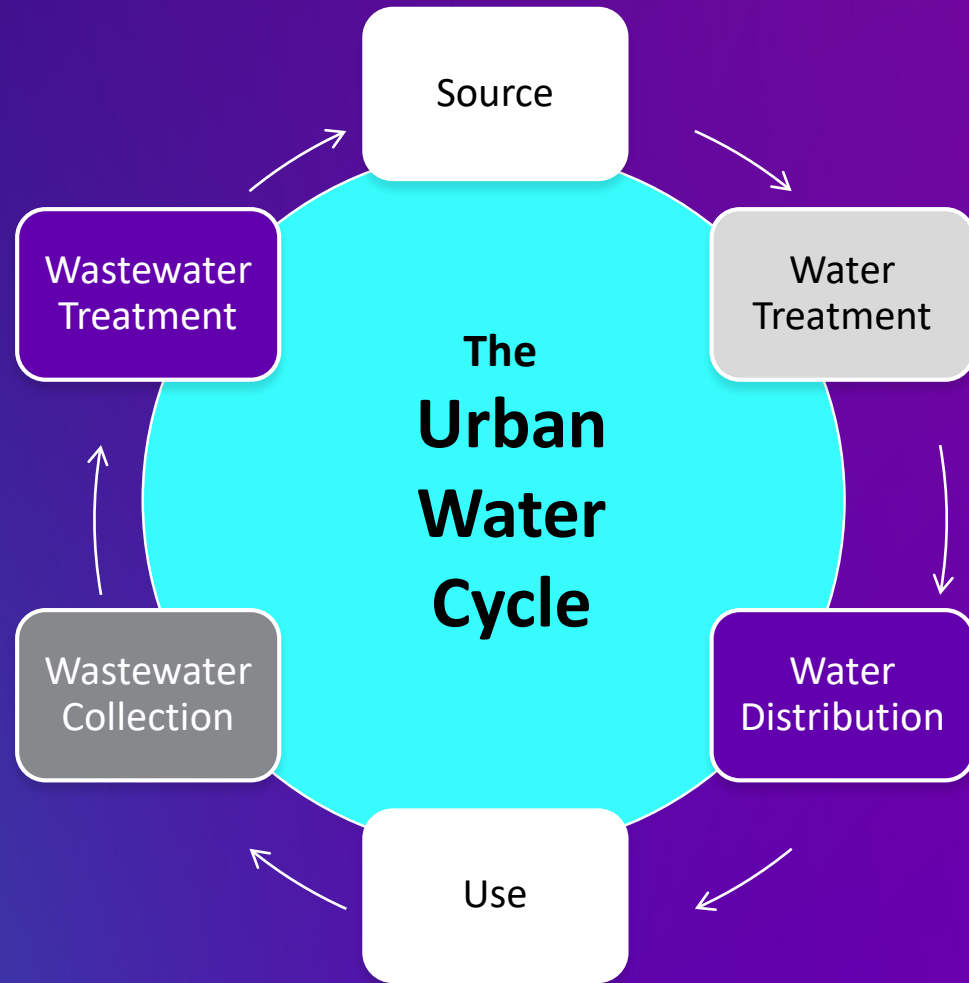 Source
Water
Treatment
Water
Distribution
Use
Wastewater
Collection
Wastewater
Treatment
The
Urban
Water
Cycle